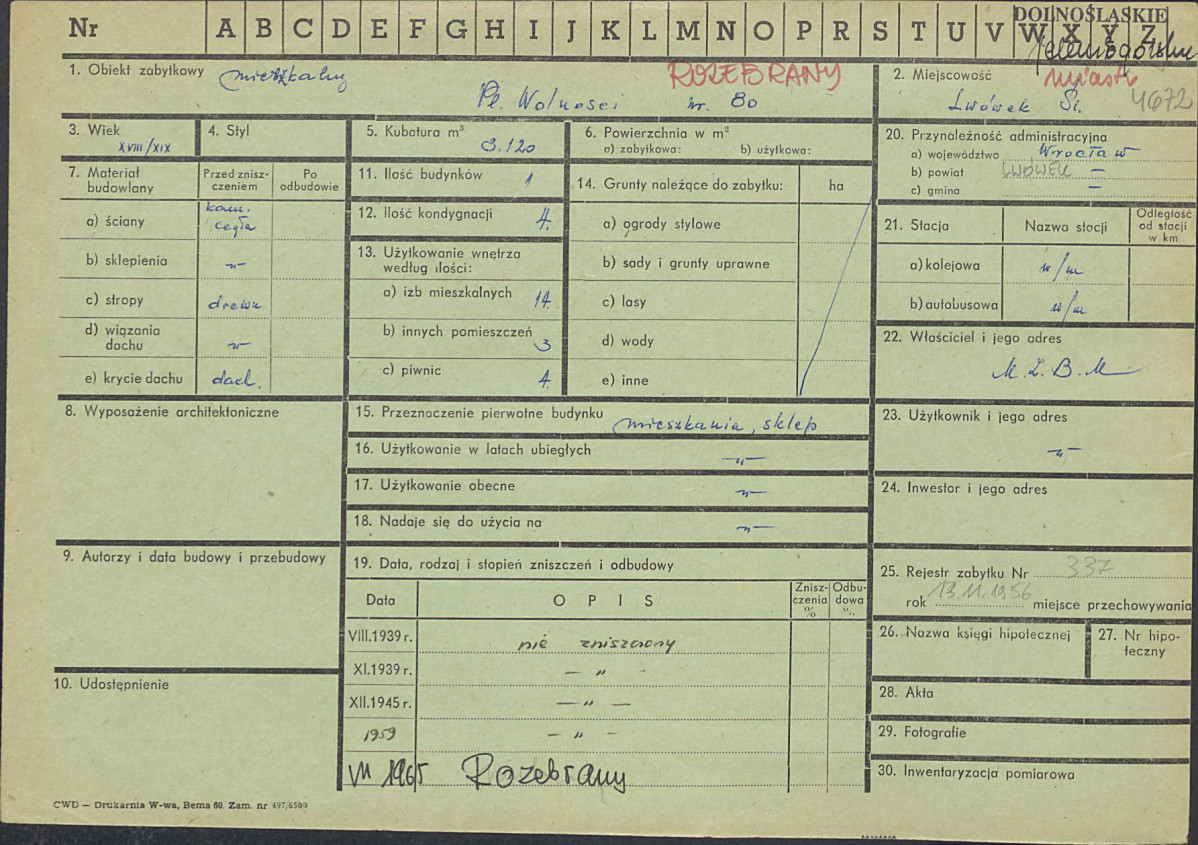 Nr A B C D E F G H I J K L M N O P R S T U V W X Y Z
DOLNOŚLĄSKIE
jeleniogórskie
1. Obiekt zabytkowy mieszkalny
ROZEBRANY
Pl. Wolności nr. 80
2. Miejscowość miasto
Lwówek Śl. 4672
3. Wiek
XVIII/XIX
4. Styl
5. Kubatura m³
3.120
6. Powierzchnia w m²
a) zabytkowa: b) użytkowa:
7. Materiał budowlany
Przed zniszczeniem
Po odbudowie
a) ściany kam. cegła
b) sklepienia –"–
c) stropy drewn
d) wiązania dachu –"–
e) krycie dachu dach.
8. Wyposażenie architektoniczne
9. Autorzy i data budowy i przebudowy
10. Udostępnienie
11. Ilość budynków 1
12. Ilość kondygnacji 4.
13. Użytkowanie wnętrza według ilości:
a) izb mieszkalnych 14.
b) innych pomieszczeń 3
c) piwnic 4.
14. Grunty należące do zabytku: ha
a) ogrody stylowe
b) sady i grunty uprawne
c) lasy
d) wody
e) inne
15. Przeznaczenie pierwotne budynku mieszkania, sklep
16. Użytkowanie w latach ubiegłych –"–
17. Użytkowanie obecne –"–
18. Nadaje się do użycia na –"–
19. Data, rodzaj i stopień zniszczeń i odbudowy
Data OPIS Zniszczenia % Odbudowa %
VIII.1939 r. nie zniszczony
XI.1939 r. – " –
XII.1945 r. – " –
1959 – " –
VII 1965 Rozebrany
20. Przynależność administracyjna
a) województwo Wrocław
b) powiat LWÓWEK –
c) gmina –
21. Stacja Nazwa stacji Odległość od stacji w km
a) kolejowa w/m
b) autobusowa w/m
22. Właściciel i jego adres
M.Z.B.M.
23. Użytkownik i jego adres
–"–
24. Inwestor i jego adres
25. Rejestr zabytku Nr 337
rok 13.11.1956 miejsce przechowywania
26. Nazwa księgi hipotecznej
27. Nr hipoteczny
28. Akta
29. Fotografie
30. Inwentaryzacja pomiarowa
CWD — Drukarnia W-wa, Bema 60. Zam. nr 497/6500